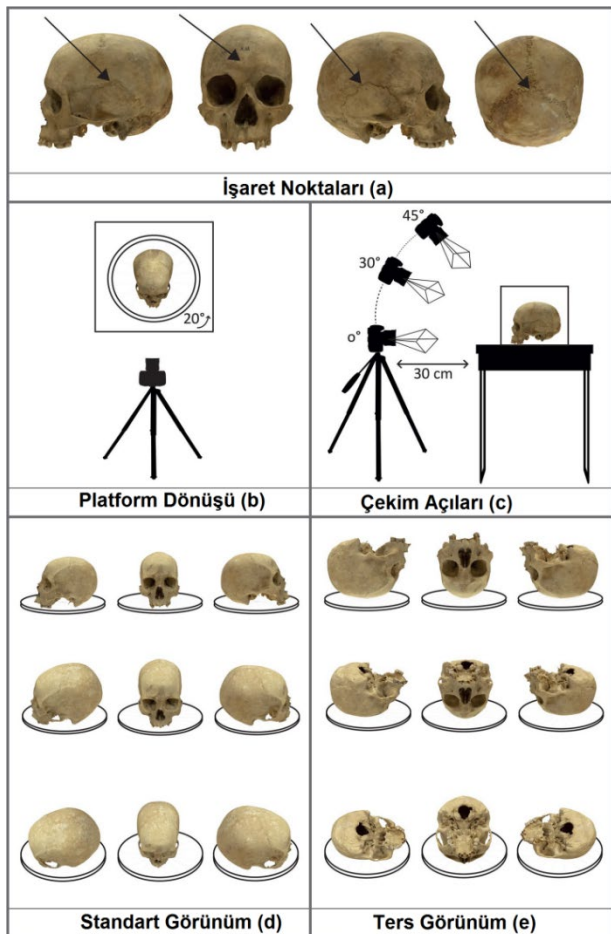 İşaret Noktaları (a)
20°
Platform Dönüşü (b)
45°
30°
0°
30 cm
Çekim Açıları (c)
Standart Görünüm (d)
Ters Görünüm (e)